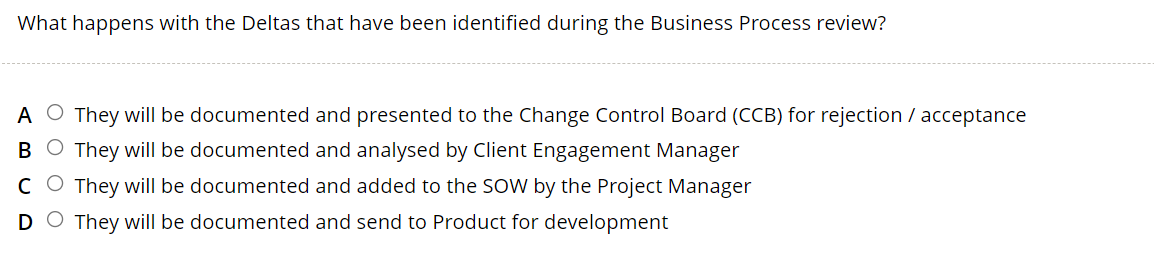 What happens with the Deltas that have been identified during the Business Process review?
A They will be documented and presented to the Change Control Board (CCB) for rejection / acceptance
B They will be documented and analysed by Client Engagement Manager
C They will be documented and added to the SOW by the Project Manager
D They will be documented and send to Product for development